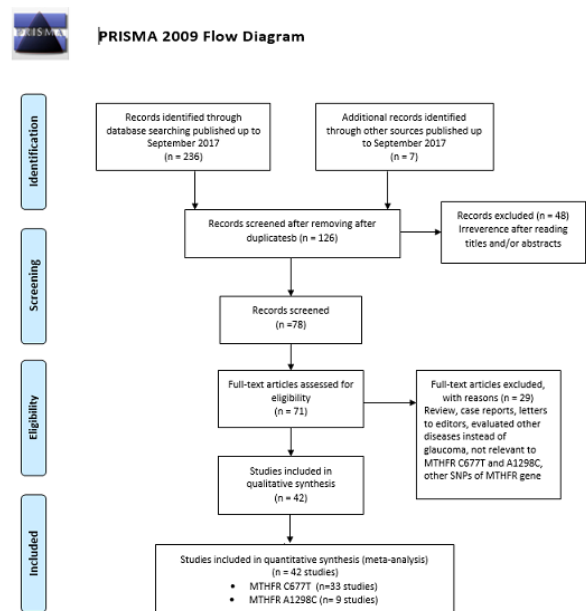 PRISMA
PRISMA 2009 Flow Diagram
Identification
Records identified through
database searching published up to
September 2017
(n = 236)
Additional records identified
through other sources published up
to September 2017
(n = 7)
Records screened after removing after
duplicatesb (n = 126)
Records excluded (n = 48)
Irreverence after reading
titles and/or abstracts
Screening
Records screened
(n =78)
Eligibility
Full-text articles assessed for
eligibility
(n = 71)
Full-text articles excluded,
with reasons (n = 29)
Review, case reports, letters
to editors, evaluated other
diseases instead of
glaucoma, not relevant to
MTHFR C677T and A1298C,
other SNPs of MTHFR gene
Studies included in
qualitative synthesis
(n = 42)
Included
Studies included in quantitative synthesis (meta-analysis)
(n = 42 studies)
• MTHFR C677T (n=33 studies)
• MTHFR A1298C (n= 9 studies)